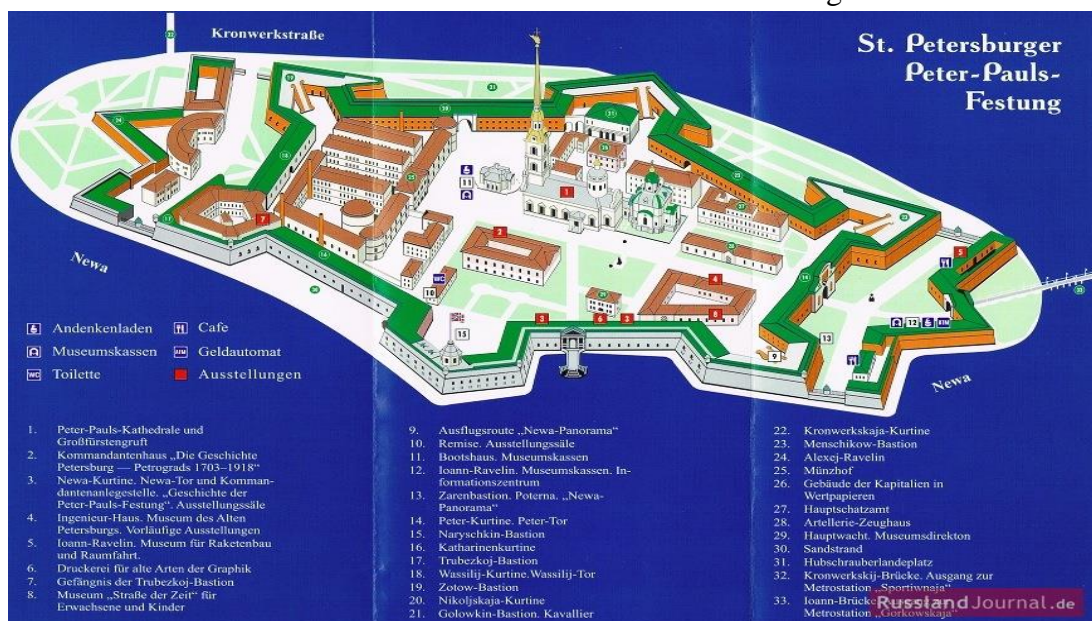 Kronwerkstraße
St. Petersburger
Peter-Pauls-
Festung
Newa
Newa
Andenkenladen
Museumskassen
WC Toilette
Cafe
ATM Geldautomat
Ausstellungen
1. Peter-Pauls-Kathedrale und
Großfürstengruft
2. Kommandantenhaus „Die Geschichte
Petersburg — Petrograds 1703–1918“
3. Newa-Kurtine. Newa-Tor und Komman-
dantenanlegestelle. „Geschichte der
Peter-Pauls-Festung“. Ausstellungssäle
4. Ingenieur-Haus. Museum des Alten
Petersburgs. Vorläufige Ausstellungen
5. Ioann-Ravelin. Museum für Raketenbau
und Raumfahrt.
6. Druckerei für alte Arten der Graphik
7. Gefängnis der Trubezkoj-Bastion
8. Museum „Straße der Zeit“ für
Erwachsene und Kinder
9. Ausflugsroute „Newa-Panorama“
10. Remise. Ausstellungssäle
11. Bootshaus. Museumskassen
12. Ioann-Ravelin. Museumskassen. In-
formationszentrum
13. Zarenbastion. Poterna. „Newa-
Panorama“
14. Peter-Kurtine. Peter-Tor
15. Naryschkin-Bastion
16. Katharinenkurtine
17. Trubezkoj-Bastion
18. Wassilij-Kurtine.Wassilij-Tor
19. Zotow-Bastion
20. Nikoljskaja-Kurtine
21. Golowkin-Bastion. Kavallier
22. Kronwerkskaja-Kurtine
23. Menschikow-Bastion
24. Alexej-Ravelin
25. Münzhof
26. Gebäude der Kapitalien in
Wertpapieren
27. Hauptschatzamt
28. Artellerie-Zeughaus
29. Hauptwacht. Museumsdirekton
30. Sandstrand
31. Hubschrauberlandeplatz
32. Kronwerkskij-Brücke. Ausgang zur
Metrostation „Sportiwnaja“
33. Ioann-Brücke
Metrostation „Gorkowskaja“
RusslandJournal.de